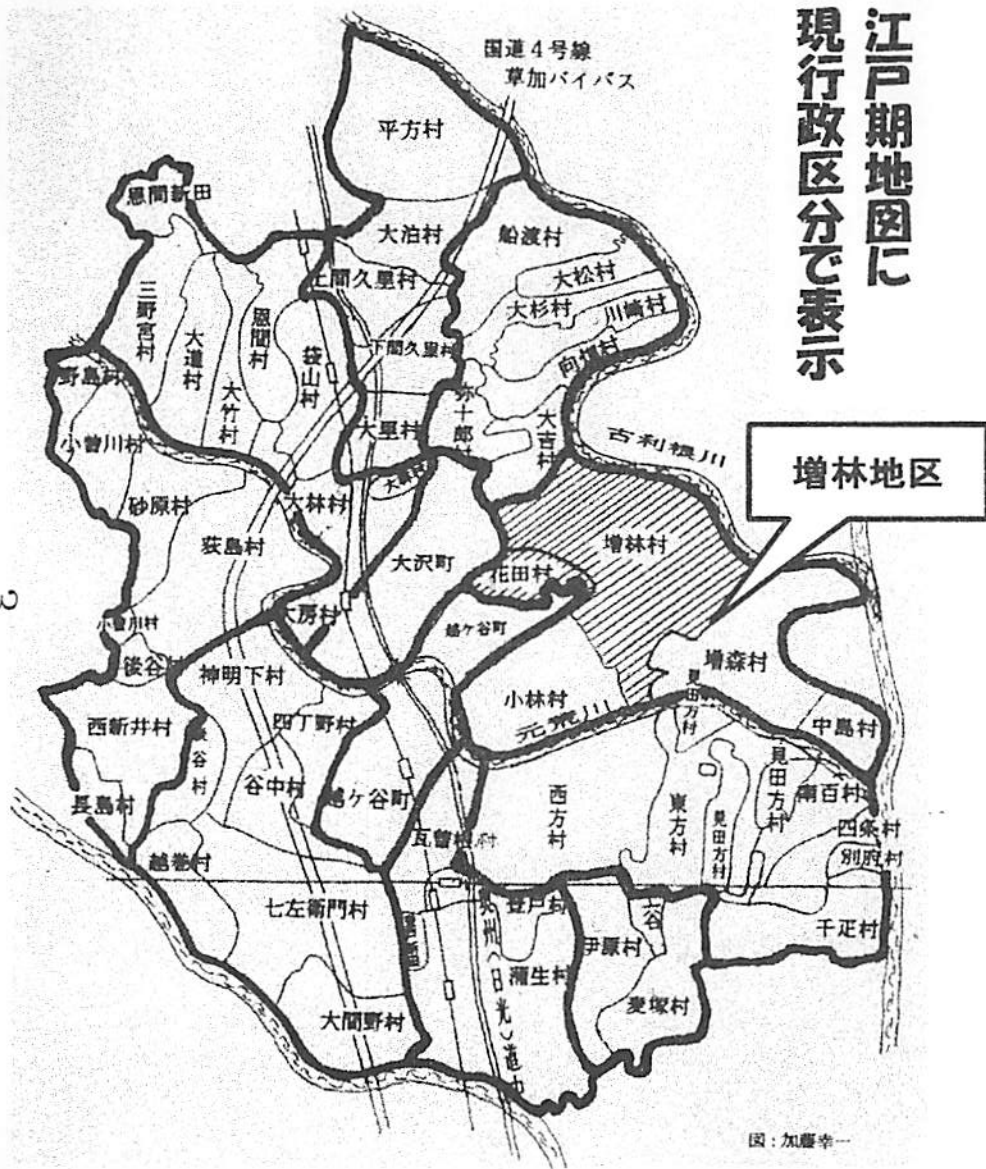 江戸期地図に
現行政区分で表示
国道4号線
草加バイパス
平方村
恩間新田
大泊村
船渡村
上間久里村
大松村
大杉村
川崎村
三野宮村
大道村
恩間村
袋山村
下間久里村
向畑村
野島村
大竹村
弥十郎村
大吉村
古利根川
小曽川村
大里村
増林地区
砂原村
大林村
荻島村
大沢町
増林村
花田村
小曽川村
大房村
越ヶ谷町
後谷村
神明下村
増森村
見田方村
小林村
元荒川
西新井村
四丁野村
中島村
長島村
谷中村
越ヶ谷町
西方村
東方村
見田方村
見田方村
南百村
瓦曽根村
四条村
別府村
越巻村
七左衛門村
登戸村
伊原村
千疋村
蒲生村
麦塚村
大間野村
2
図:加藤幸一